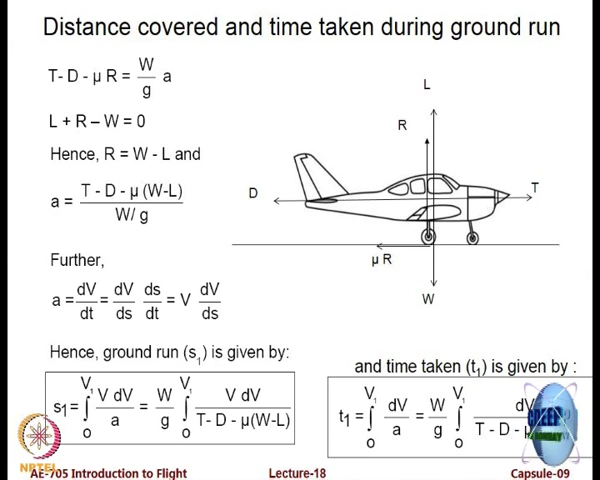 Distance covered and time taken during ground run
T- D - μ R = W/g a
L + R – W = 0
Hence, R = W - L and
a = T - D - μ (W-L) / W/ g
Further,
a = dV/dt = dV/ds ds/dt = V dV/ds
Hence, ground run (s₁) is given by:
s₁ = ∫₀^V₁ V dV / a = W/g ∫₀^V₁ V dV / T- D - μ(W-L)
L
R
D
T
μ R
W
and time taken (t₁) is given by :
t₁ = ∫₀^V₁ dV / a = W/g ∫₀^V₁ dV / T - D - μ
NPTEL
AE-705 Introduction to Flight
Lecture-18
Capsule-09